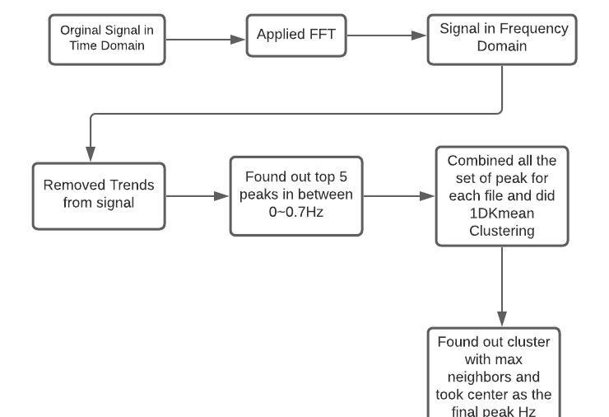 Orginal Signal in
Time Domain
Applied FFT
Signal in Frequency
Domain
Removed Trends
from signal
Found out top 5
peaks in between
0~0.7Hz
Combined all the
set of peak for
each file and did
1DKmean
Clustering
Found out cluster
with max
neighbors and
took center as the
final peak Hz